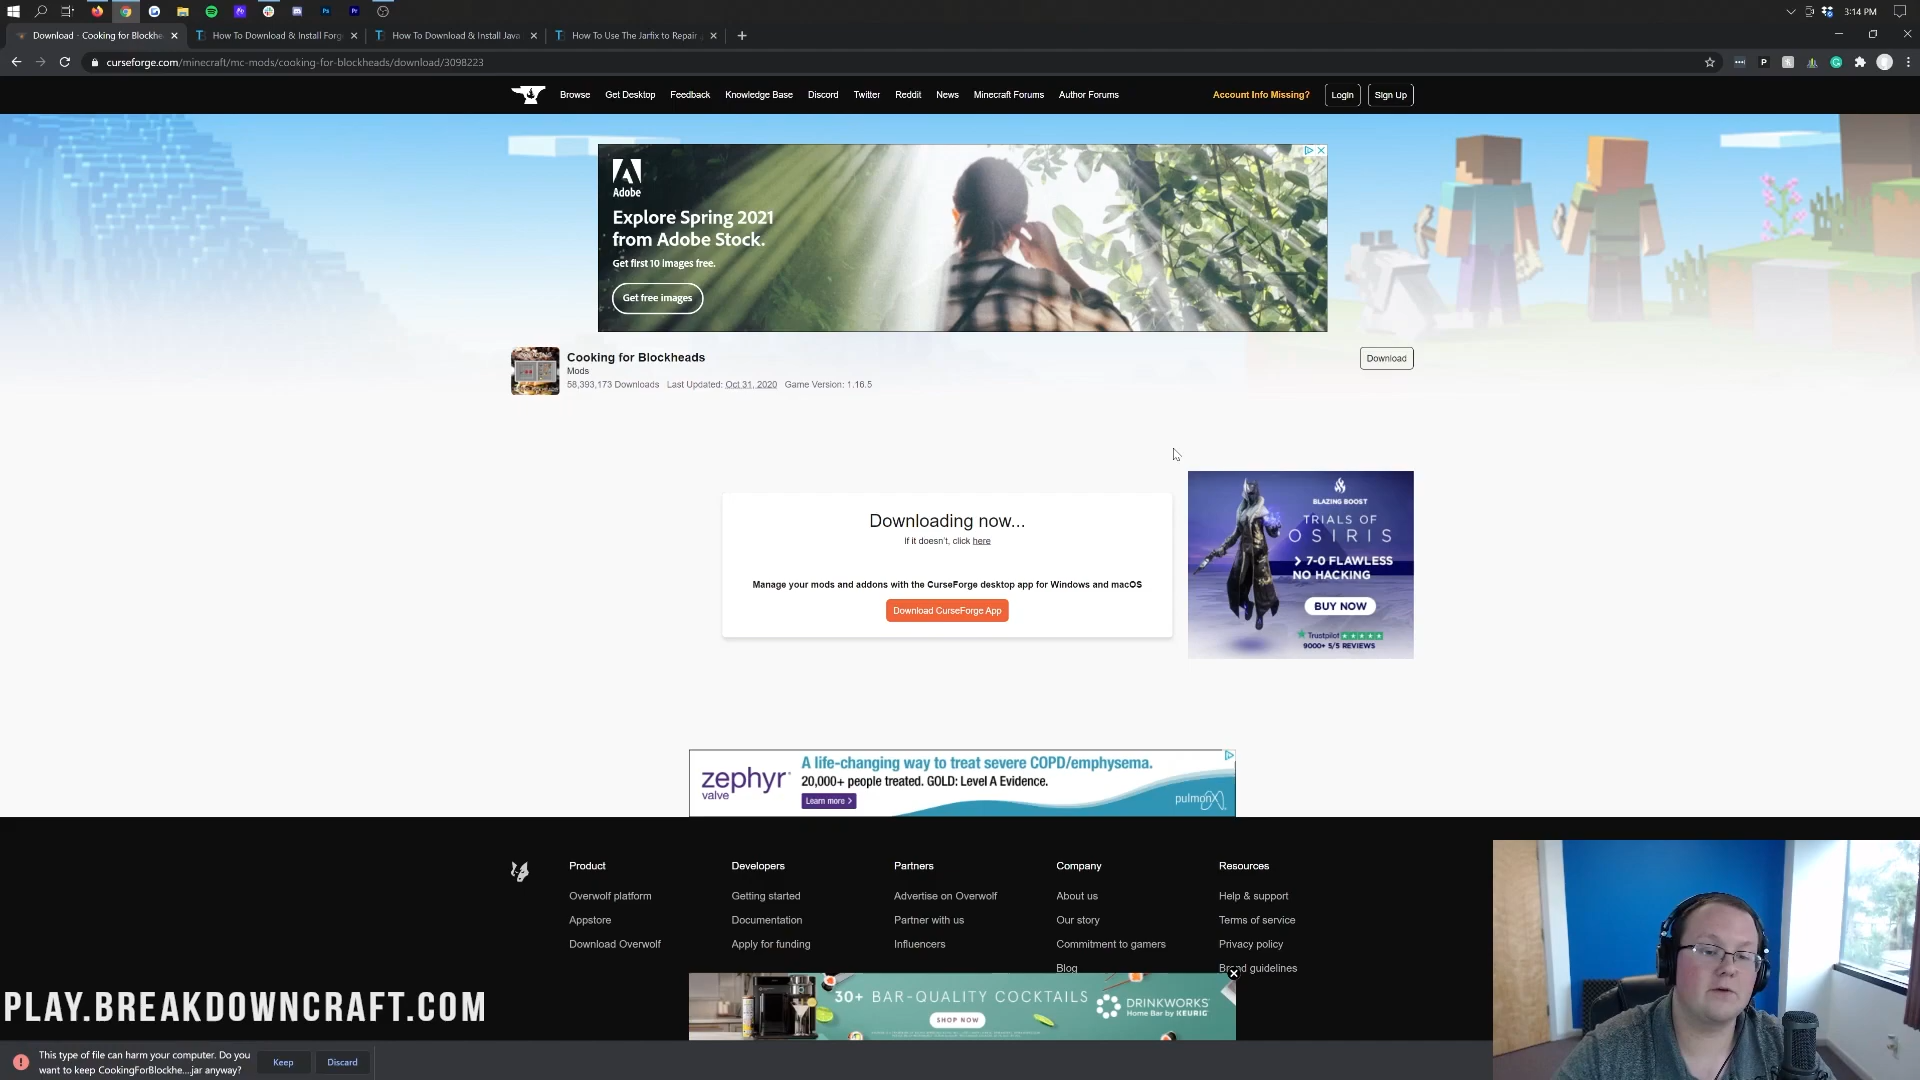 3:14 PM
Download - Cooking for Blockhe
How To Download & Install Forg
How To Download & Install Java
How To Use The Jarfix to Repair
curseforge.com/minecraft/mc-mods/cooking-for-blockheads/download/3098223
Browse
Get Desktop
Feedback
Knowledge Base
Discord
Twitter
Reddit
News
Minecraft Forums
Author Forums
Account Info Missing?
Login
Sign Up
Adobe
Explore Spring 2021
from Adobe Stock.
Get first 10 images free.
Get free images
Cooking for Blockheads
Download
Mods
58,393,173 Downloads Last Updated: Oct 31, 2020 Game Version: 1.16.5
Downloading now...
If it doesn't, click here
Manage your mods and addons with the CurseForge desktop app for Windows and macOS
Download CurseForge App
BLAZING BOOST
TRIALS OF
OSIRIS
> 7-0 FLAWLESS
NO HACKING
BUY NOW
Trustpilot
9000+ 5/5 REVIEWS
zephyr
valve
A life-changing way to treat severe COPD/emphysema.
20,000+ people treated. GOLD: Level A Evidence.
Learn more >
pulmonx
Product
Overwolf platform
Appstore
Download Overwolf
Developers
Getting started
Documentation
Apply for funding
Partners
Advertise on Overwolf
Partner with us
Influencers
Company
About us
Our story
Commitment to gamers
Blog
Resources
Help & support
Terms of service
Privacy policy
Brand guidelines
30+ BAR-QUALITY COCKTAILS
SHOP NOW
DRINKWORKS
Home Bar by KEURIG
PLAY.BREAKDOWNCRAFT.COM
This type of file can harm your computer. Do you
want to keep CookingForBlockhe....jar anyway?
Keep
Discard